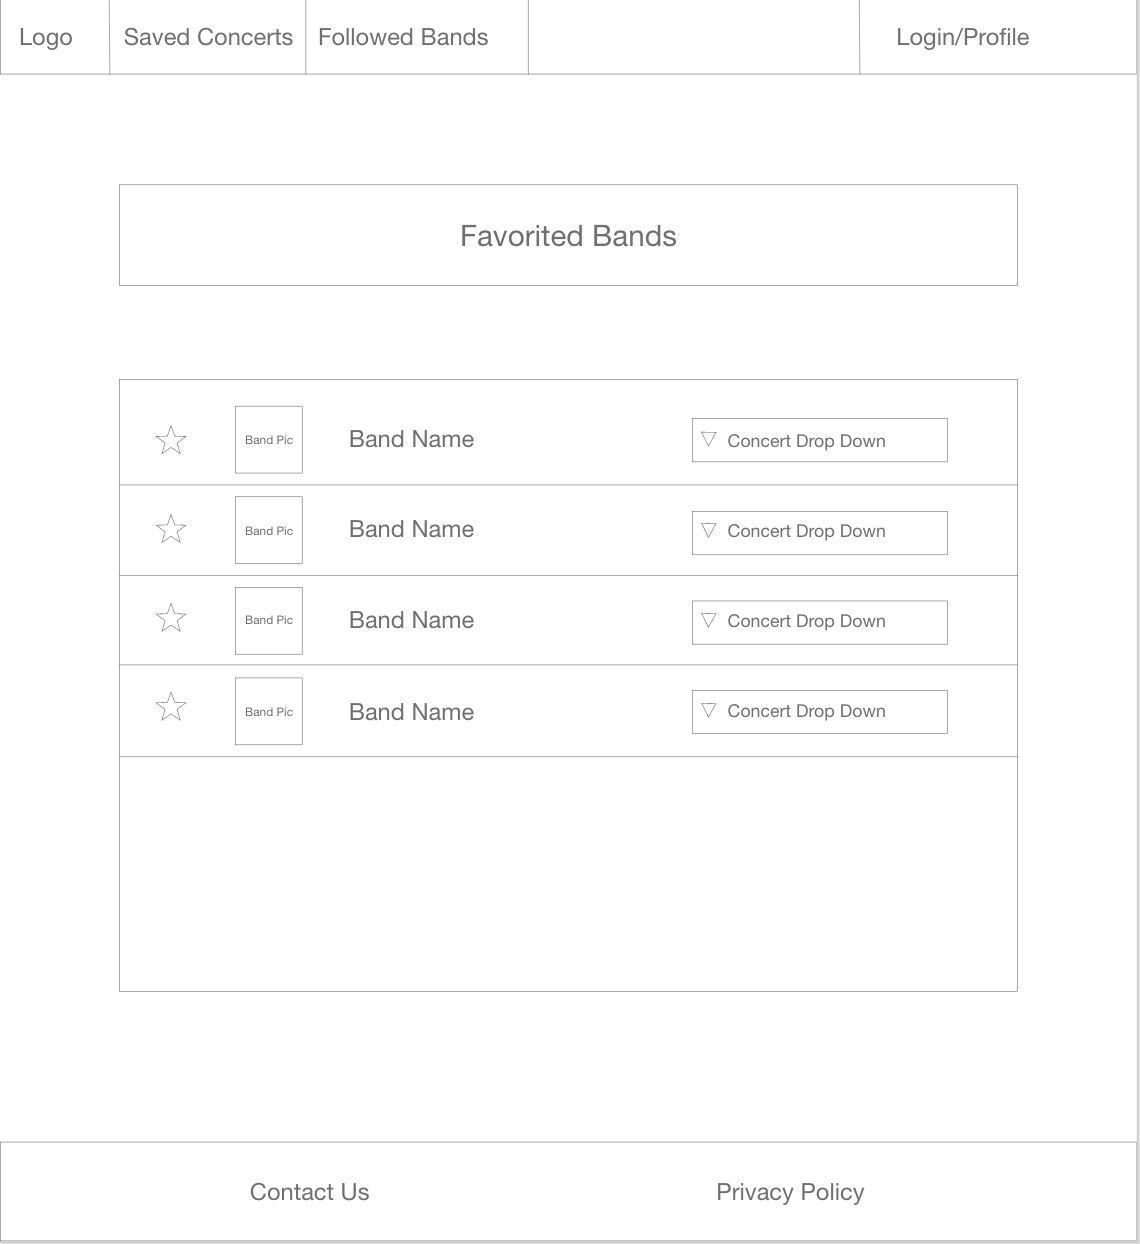 Logo
Saved Concerts
Followed Bands
Login/Profile
Favorited Bands
Band Pic
Band Name
Concert Drop Down
Band Pic
Band Name
Concert Drop Down
Band Pic
Band Name
Concert Drop Down
Band Pic
Band Name
Concert Drop Down
Contact Us
Privacy Policy